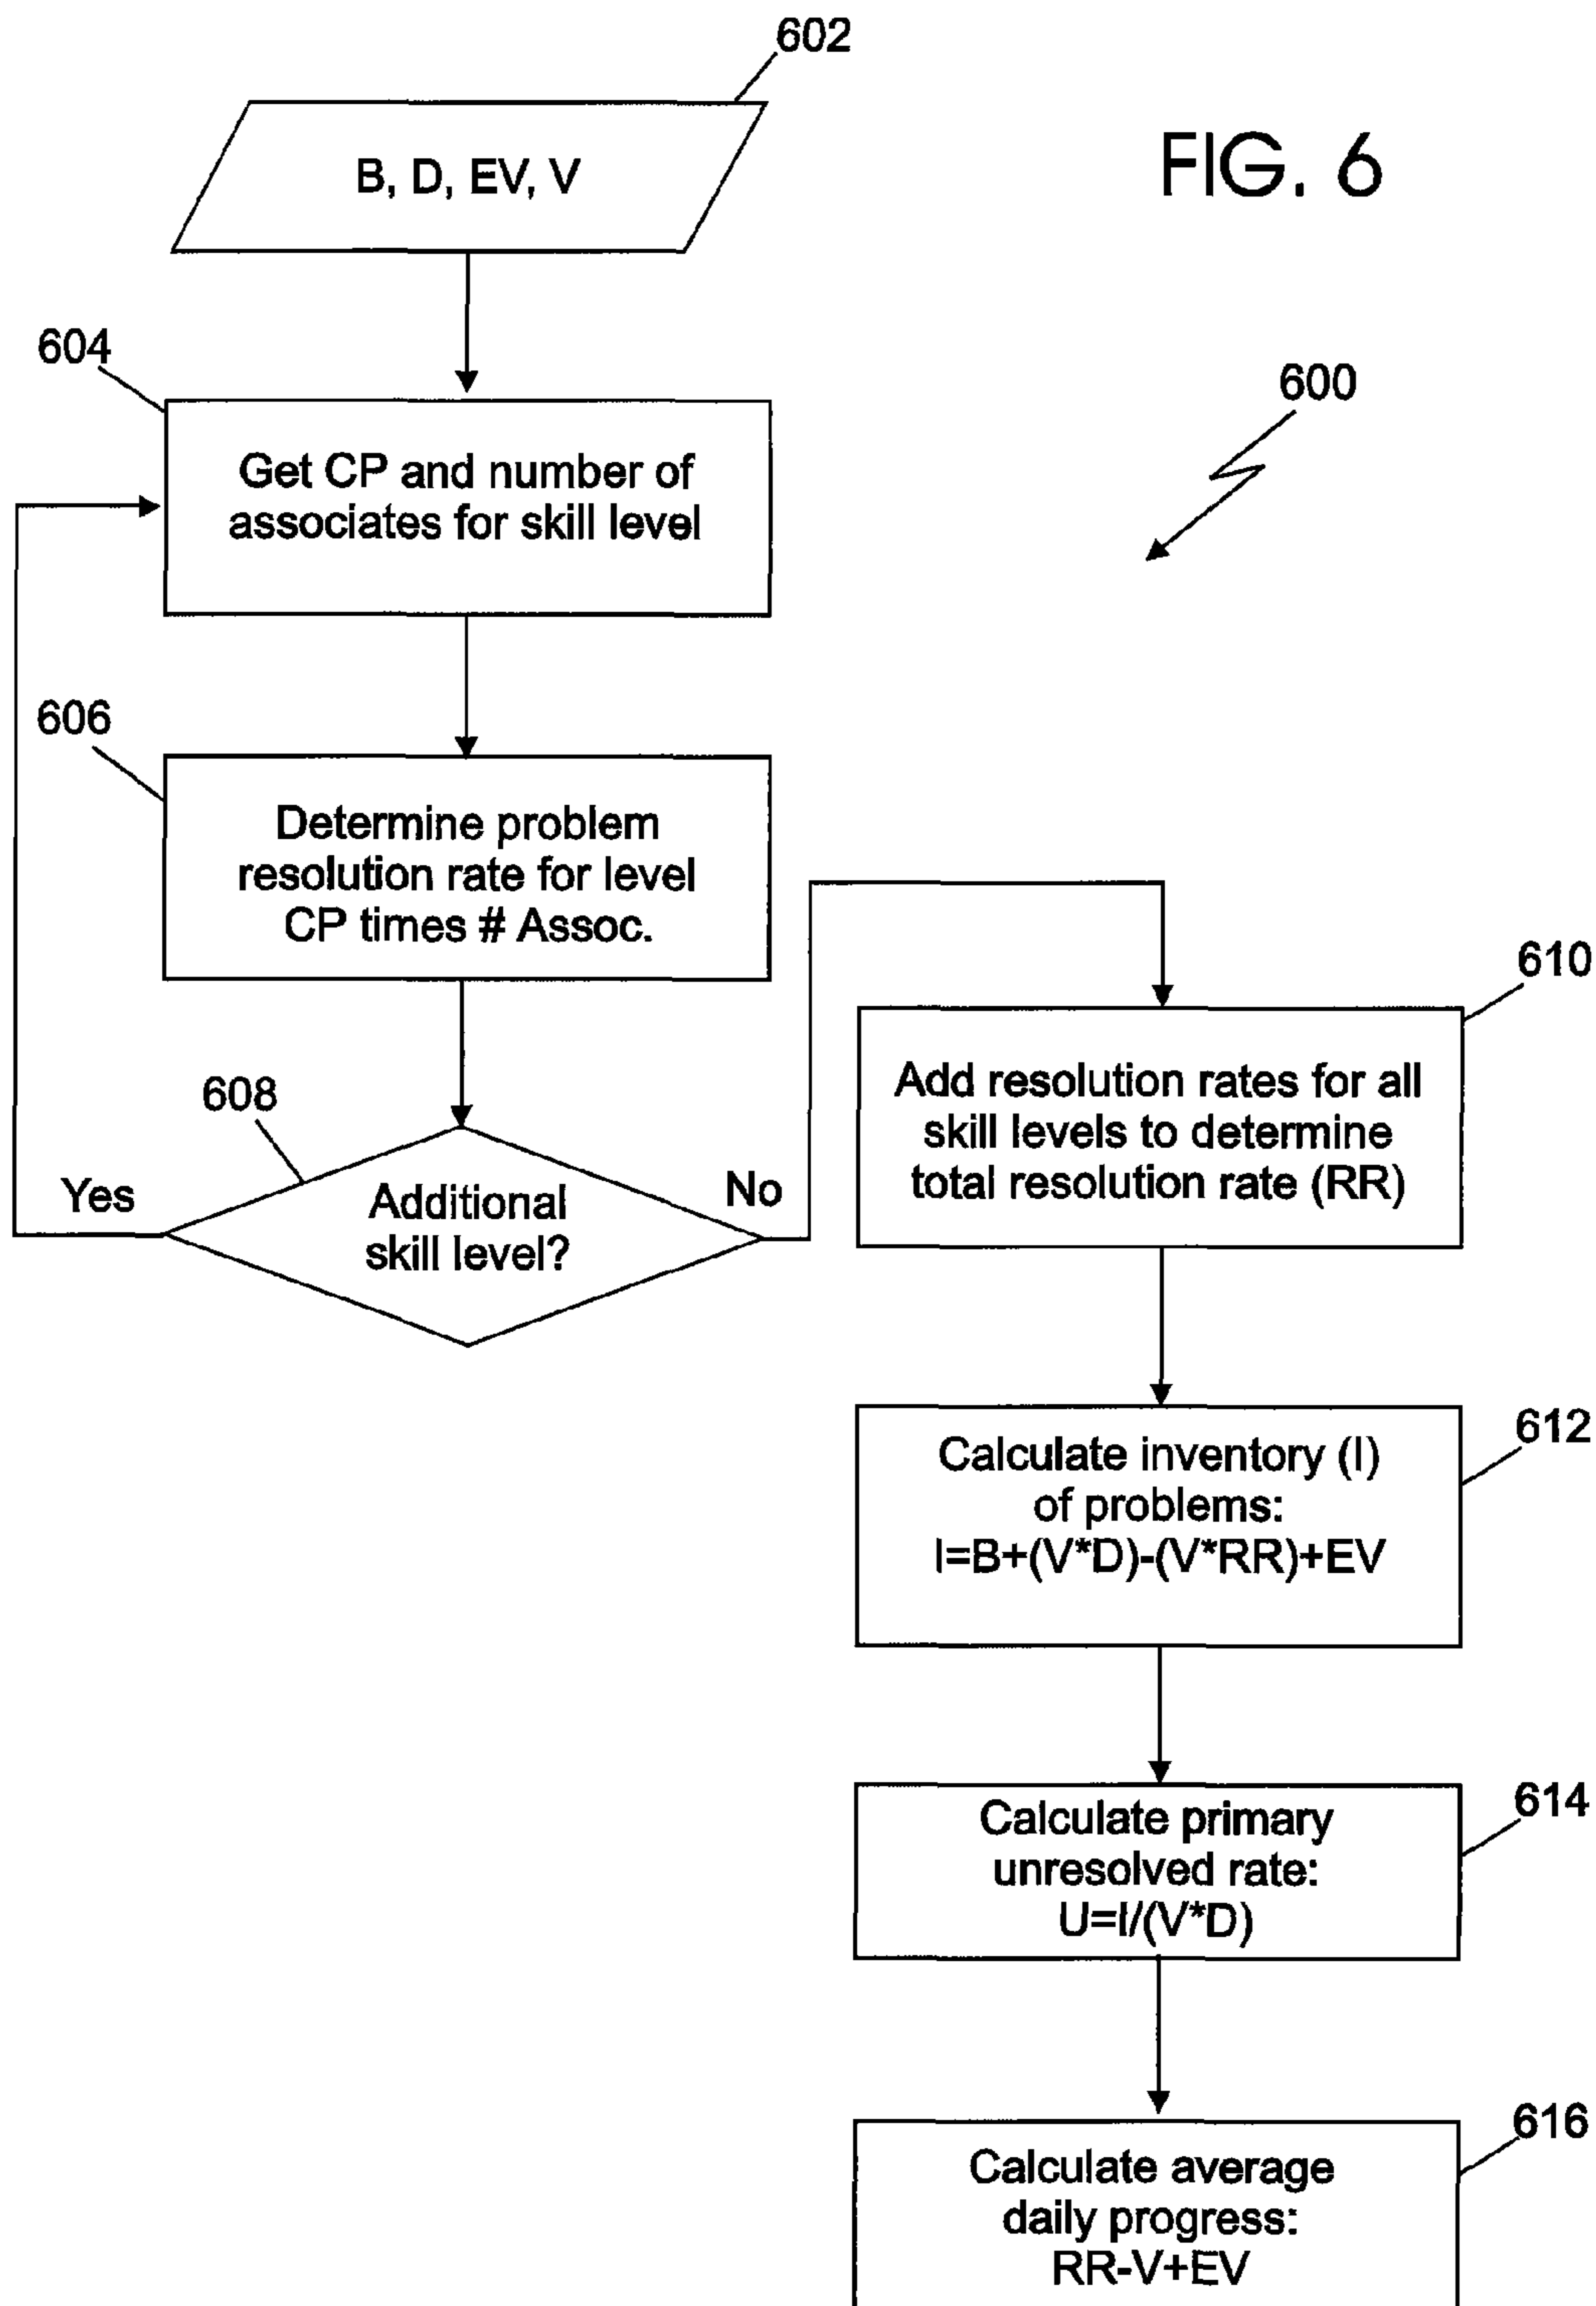 602
B, D, EV, V
FIG. 6
604
Get CP and number of
associates for skill level
600
606
Determine problem
resolution rate for level
CP times # Assoc.
608
Yes
Additional
skill level?
No
610
Add resolution rates for all
skill levels to determine
total resolution rate (RR)
612
Calculate inventory (I)
of problems:
I=B+(V*D)-(V*RR)+EV
614
Calculate primary
unresolved rate:
U=I/(V*D)
616
Calculate average
daily progress:
RR-V+EV